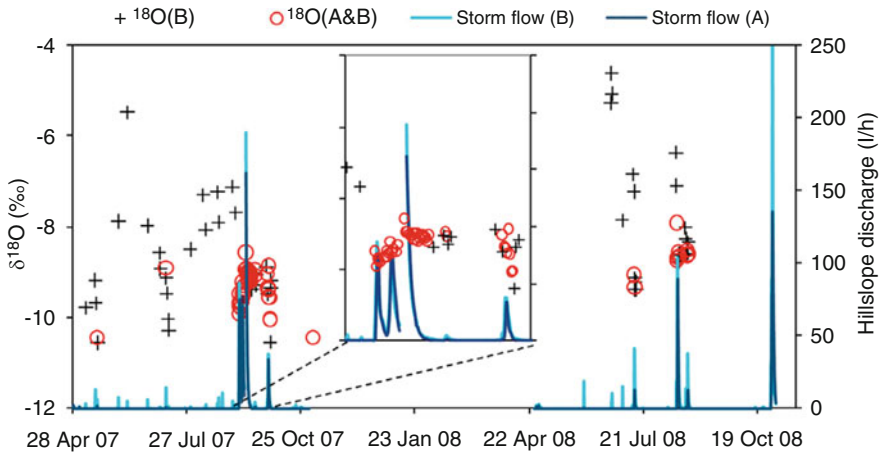 + ¹⁸O(B) ¹⁸O(A&B) Storm flow (B) Storm flow (A)
-4
-6
-8
-10
-12
δ¹⁸O (‰)
250
200
150
100
50
0
Hillslope discharge (l/h)
28 Apr 07 27 Jul 07 25 Oct 07 23 Jan 08 22 Apr 08 21 Jul 08 19 Oct 08